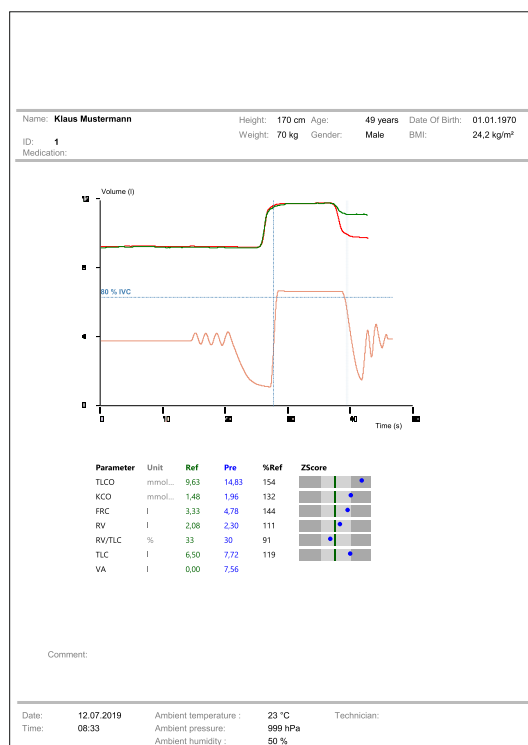 Name: Klaus Mustermann Height: 170 cm Age: 49 years Date Of Birth: 01.01.1970
Weight: 70 kg Gender: Male BMI: 24,2 kg/m²
ID: 1
Medication:
Volume (l)
12
8
80 % IVC
4
0
0 10 30 40 50
Time (s)
Parameter Unit Ref Pre %Ref ZScore
TLCO mmol... 9,63 14,83 154
KCO mmol... 1,48 1,96 132
FRC l 3,33 4,78 144
RV l 2,08 2,30 111
RV/TLC % 33 30 91
TLC l 6,50 7,72 119
VA l 0,00 7,56
Comment:
Date: 12.07.2019 Ambient temperature : 23 °C Technician:
Time: 08:33 Ambient pressure: 999 hPa
Ambient humidity : 50 %